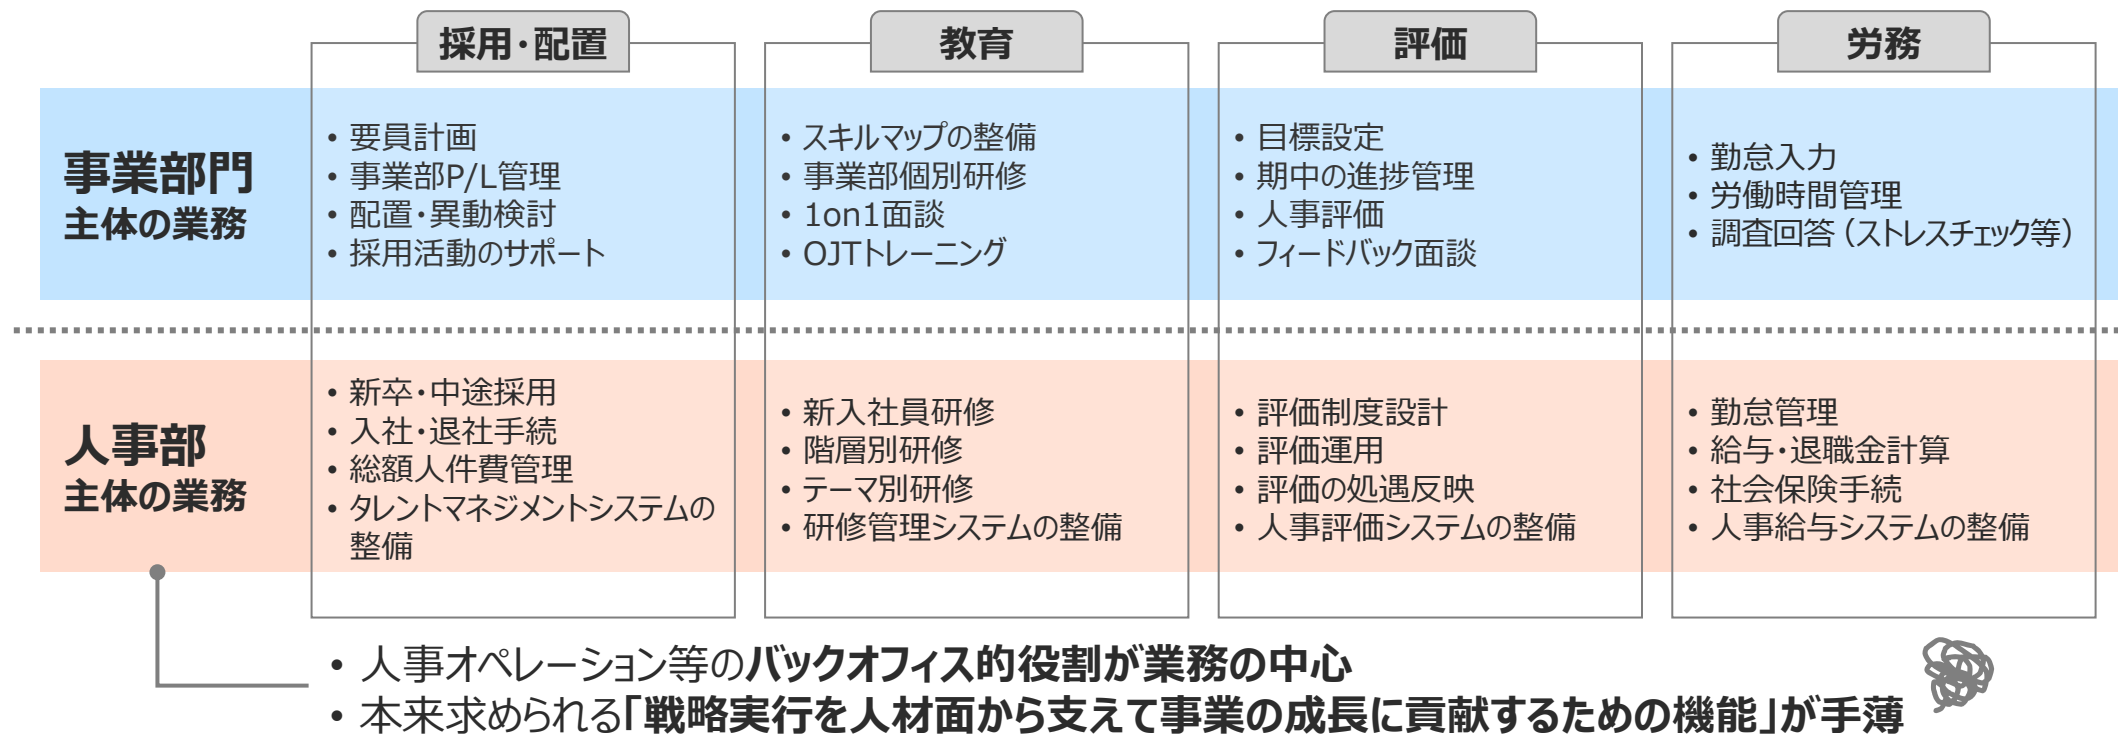 採用・配置
教育
評価
労務
事業部門
主体の業務
• 要員計画
• 事業部P/L管理
• 配置・異動検討
• 採用活動のサポート
• スキルマップの整備
• 事業部個別研修
• 1on1面談
• OJTトレーニング
• 目標設定
• 期中の進捗管理
• 人事評価
• フィードバック面談
• 勤怠入力
• 労働時間管理
• 調査回答（ストレスチェック等）
人事部
主体の業務
• 新卒・中途採用
• 入社・退社手続
• 総額人件費管理
• タレントマネジメントシステムの
整備
• 新入社員研修
• 階層別研修
• テーマ別研修
• 研修管理システムの整備
• 評価制度設計
• 評価運用
• 評価の処遇反映
• 人事評価システムの整備
• 勤怠管理
• 給与・退職金計算
• 社会保険手続
• 人事給与システムの整備
• 人事オペレーション等のバックオフィス的役割が業務の中心
• 本来求められる「戦略実行を人材面から支えて事業の成長に貢献するための機能」が手薄